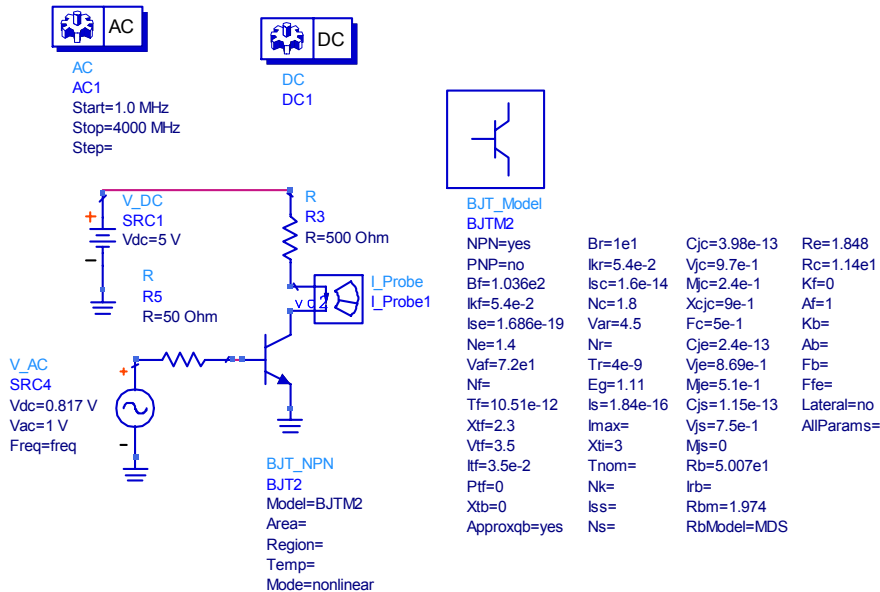 AC
DC
AC
AC1
Start=1.0 MHz
Stop=4000 MHz
Step=
DC
DC1
V_DC
SRC1
Vdc=5 V
R
R3
R=500 Ohm
R
R5
R=50 Ohm
I_Probe
I_Probe1
V_AC
SRC4
Vdc=0.817 V
Vac=1 V
Freq=freq
BJT_NPN
BJT2
Model=BJTM2
Area=
Region=
Temp=
Mode=nonlinear
BJT_Model
BJTM2
NPN=yes
PNP=no
Bf=1.036e2
Ikf=5.4e-2
Ise=1.686e-19
Ne=1.4
Vaf=7.2e1
Nf=
Tf=10.51e-12
Xtf=2.3
Vtf=3.5
Itf=3.5e-2
Ptf=0
Xtb=0
Approxqb=yes
Br=1e1
Ikr=5.4e-2
Isc=1.6e-14
Nc=1.8
Var=4.5
Nr=
Tr=4e-9
Eg=1.11
Is=1.84e-16
Imax=
Xti=3
Tnom=
Nk=
Iss=
Ns=
Cjc=3.98e-13
Vjc=9.7e-1
Mjc=2.4e-1
Xcjc=9e-1
Fc=5e-1
Cje=2.4e-13
Vje=8.69e-1
Mje=5.1e-1
Cjs=1.15e-13
Vjs=7.5e-1
Mjs=0
Rb=5.007e1
Irb=
Rbm=1.974
RbModel=MDS
Re=1.848
Rc=1.14e1
Kf=0
Af=1
Kb=
Ab=
Fb=
Ffe=
Lateral=no
AllParams=